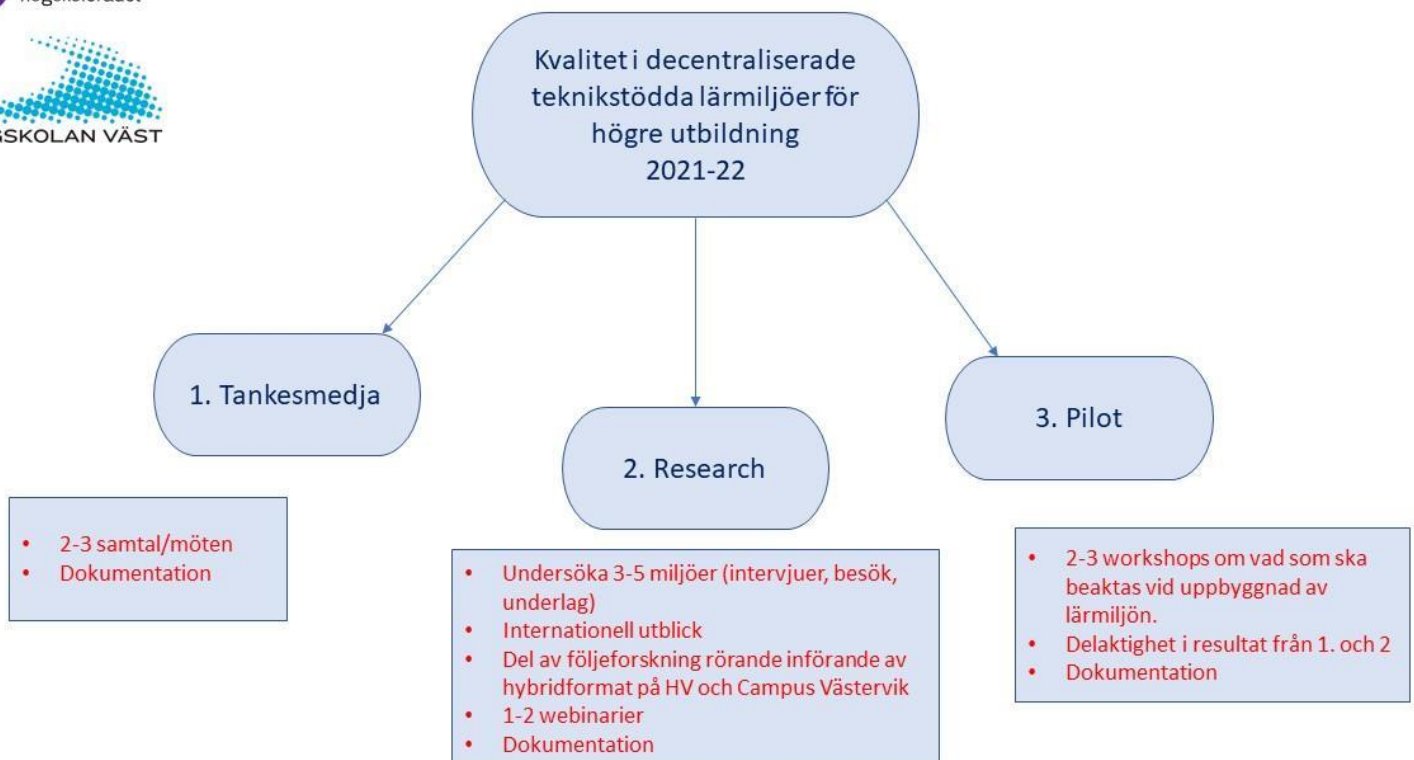 GSKOLAN VÄST
Kvalitet i decentraliserade
teknikstödda lärmiljöer för
högre utbildning
2021-22
1. Tankesmedja
2. Research
3. Pilot
• 2-3 samtal/möten
• Dokumentation
• Undersöka 3-5 miljöer (intervjuer, besök,
underlag)
• Internationell utblick
• Del av följeforskning rörande införande av
hybridformat på HV och Campus Västervik
• 1-2 webinarier
• Dokumentation
• 2-3 workshops om vad som ska
beaktas vid uppbyggnad av
lärmiljön.
• Delaktighet i resultat från 1. och 2
• Dokumentation